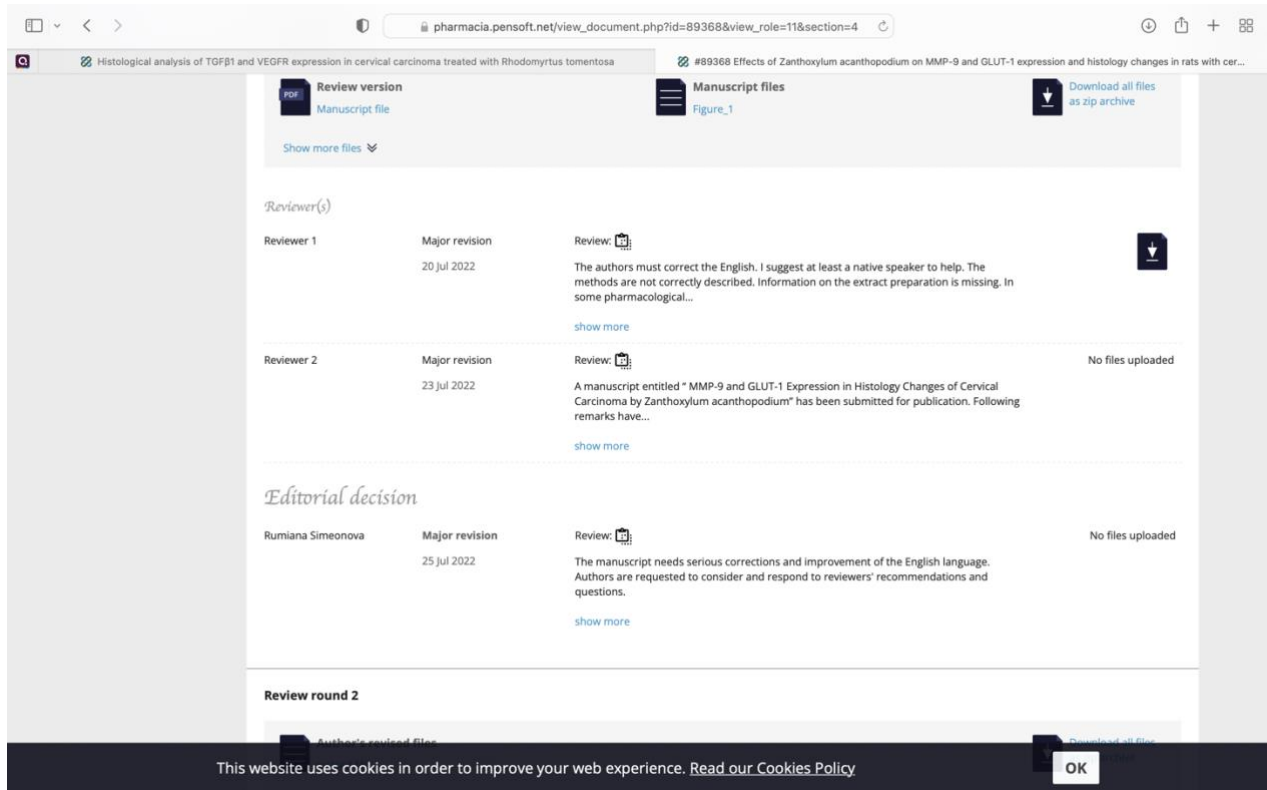 pharmacia.pensoft.net/view_document.php?id=89368&view_role=11&section=4
Histological analysis of TGFβ1 and VEGFR expression in cervical carcinoma treated with Rhodomyrtus tomentosa
#89368 Effects of Zanthoxylum acanthopodium on MMP-9 and GLUT-1 expression and histology changes in rats with cer...
PDF
Review version
Manuscript file
Manuscript files
Figure_1
Download all files
as zip archive
Show more files
Reviewer(s)
Reviewer 1
Major revision
20 Jul 2022
Review:
The authors must correct the English. I suggest at least a native speaker to help. The
methods are not correctly described. Information on the extract preparation is missing. In
some pharmacological...
show more
Reviewer 2
Major revision
23 Jul 2022
Review:
A manuscript entitled “ MMP-9 and GLUT-1 Expression in Histology Changes of Cervical
Carcinoma by Zanthoxylum acanthopodium” has been submitted for publication. Following
remarks have...
show more
No files uploaded
Editorial decision
Rumiana Simeonova
Major revision
25 Jul 2022
Review:
The manuscript needs serious corrections and improvement of the English language.
Authors are requested to consider and respond to reviewers' recommendations and
questions.
show more
No files uploaded
Review round 2
Author's revised files
Download all files
This website uses cookies in order to improve your web experience. Read our Cookies Policy
OK